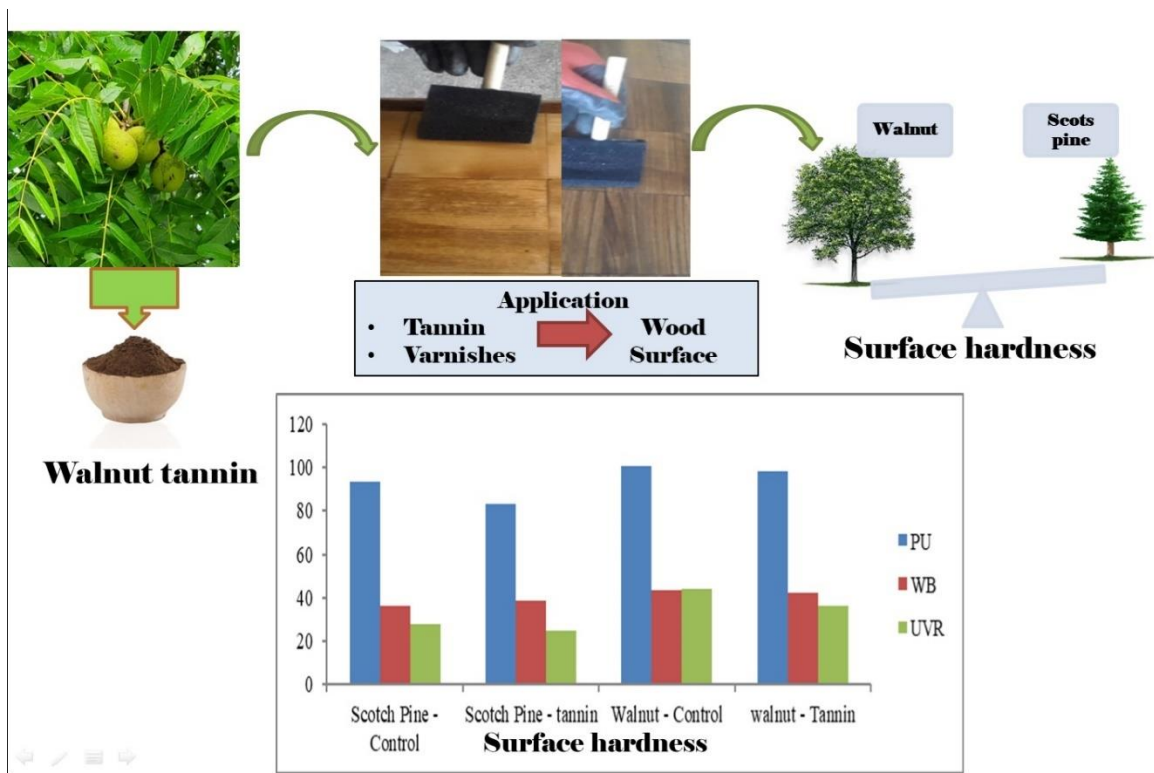 Walnut
Scots
pine
Application
• Tannin
• Varnishes
Wood
Surface
Surface hardness
Walnut tannin
120
100
80
60
40
20
0
PU
WB
UVR
Scotch Pine -
Control
Scotch Pine - tannin
Walnut - Control
walnut - Tannin
Surface hardness